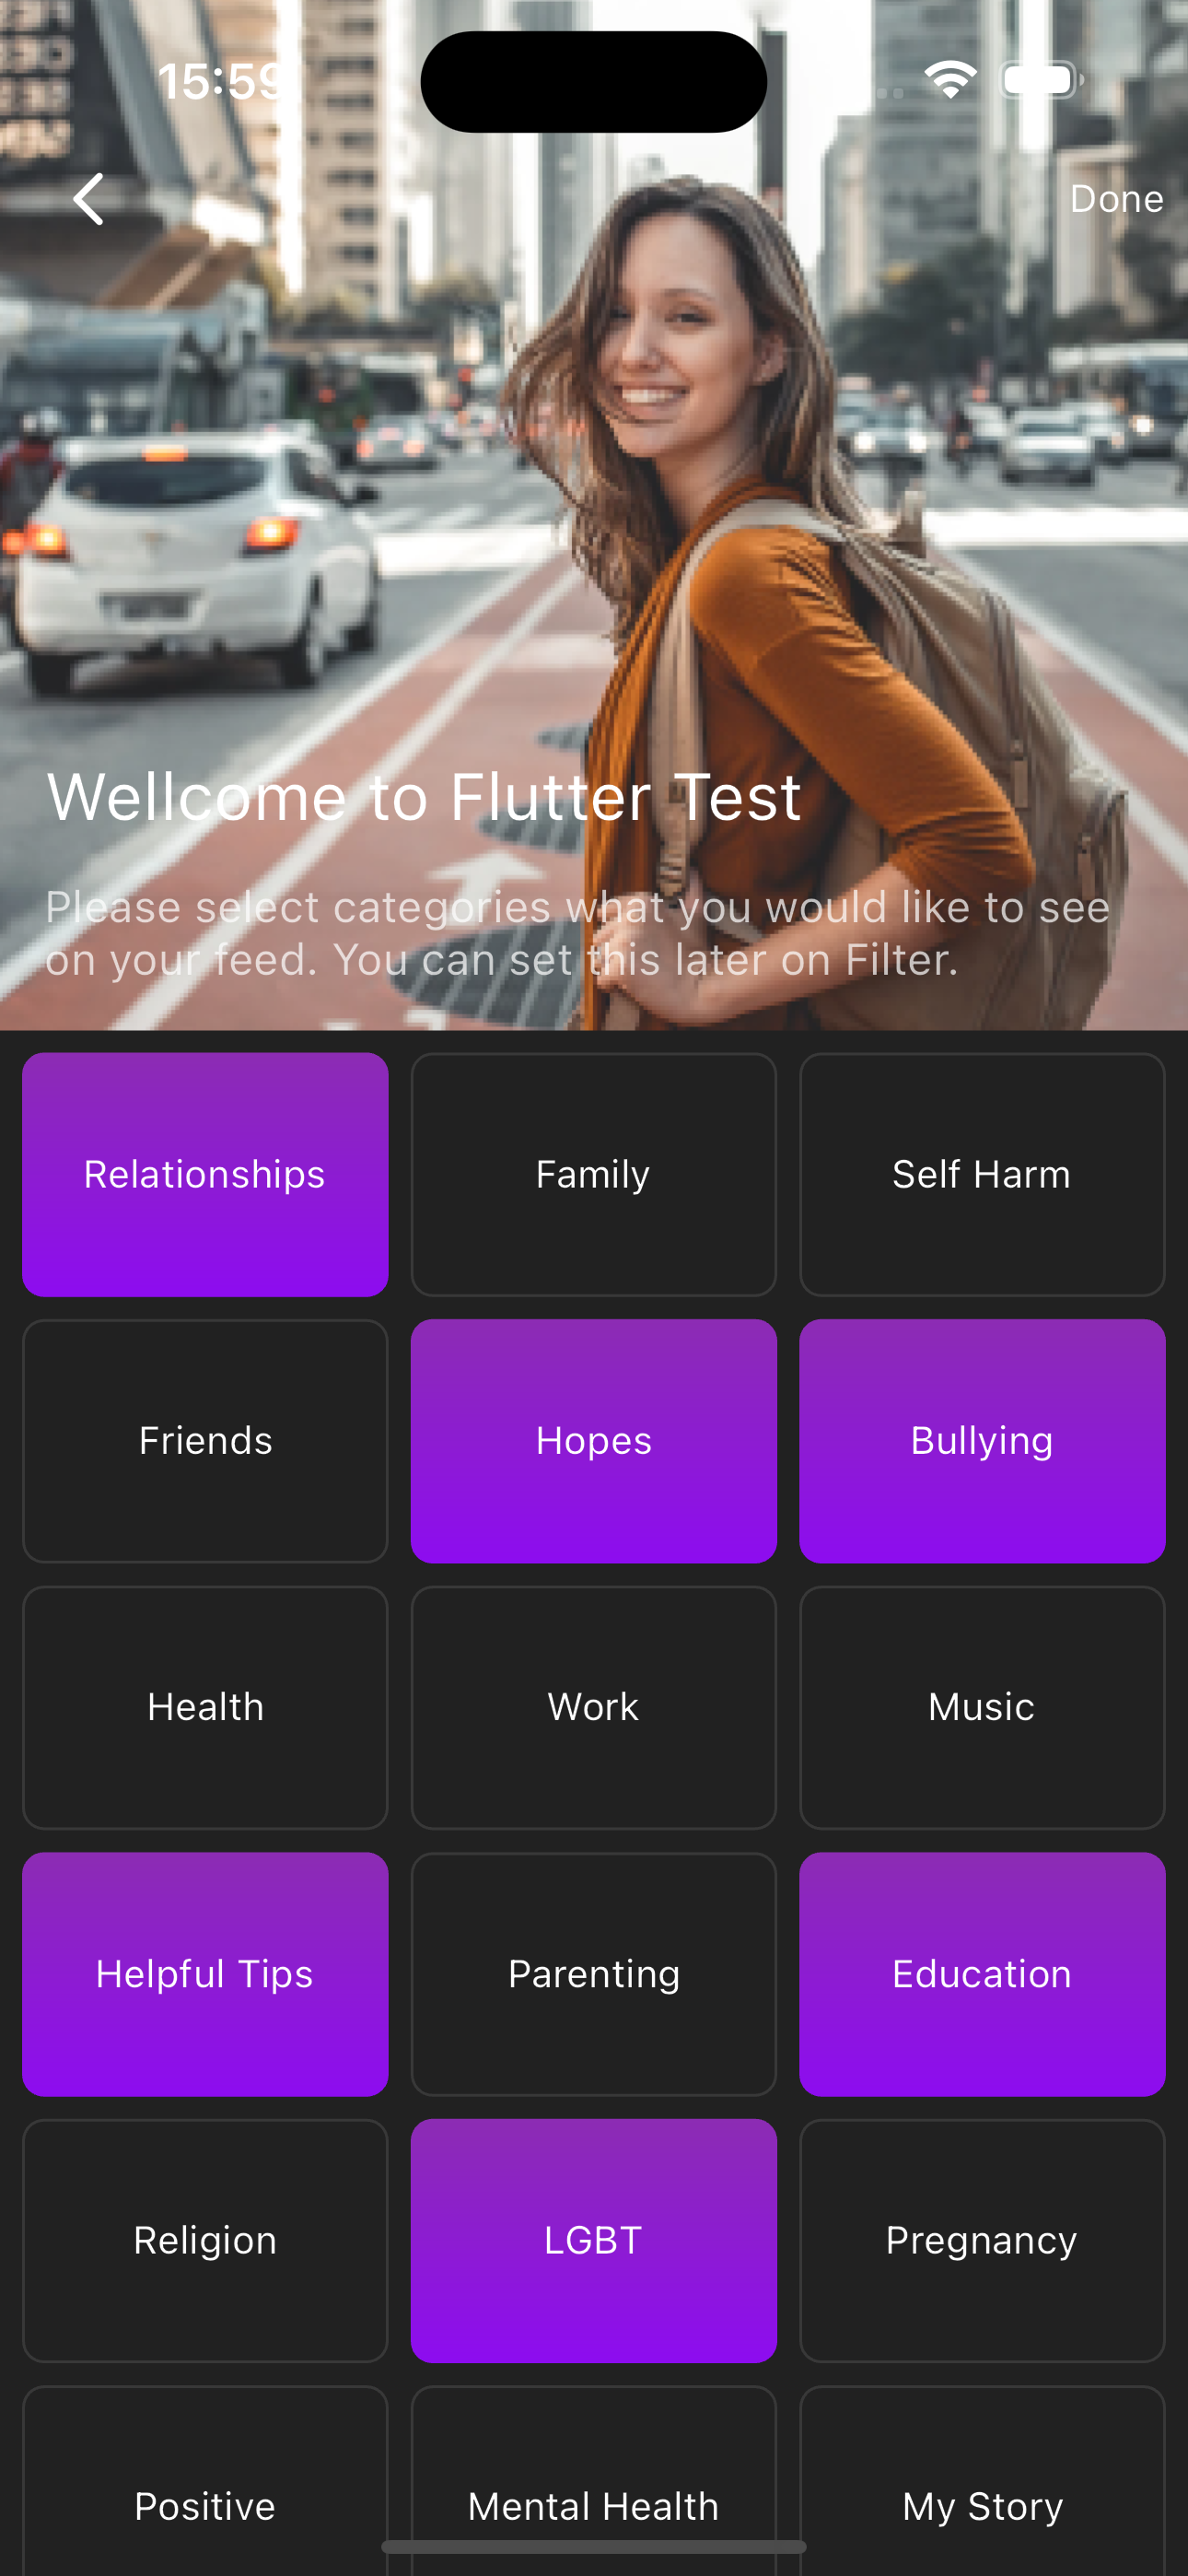 15:59
Done
Wellcome to Flutter Test
Please select categories what you would like to see
on your feed. You can set this later on Filter.
Relationships
Family
Self Harm
Friends
Hopes
Bullying
Health
Work
Music
Helpful Tips
Parenting
Education
Religion
LGBT
Pregnancy
Positive
Mental Health
My Story